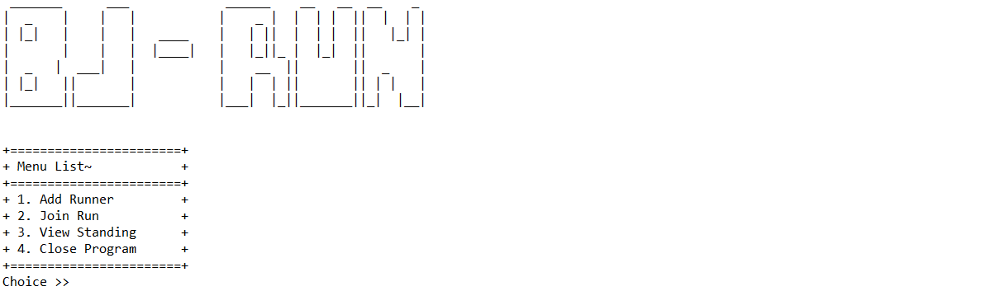 BJ - RUN
+=======================+
+ Menu List~ +
+=======================+
+ 1. Add Runner +
+ 2. Join Run +
+ 3. View Standing +
+ 4. Close Program +
+=======================+
Choice >>